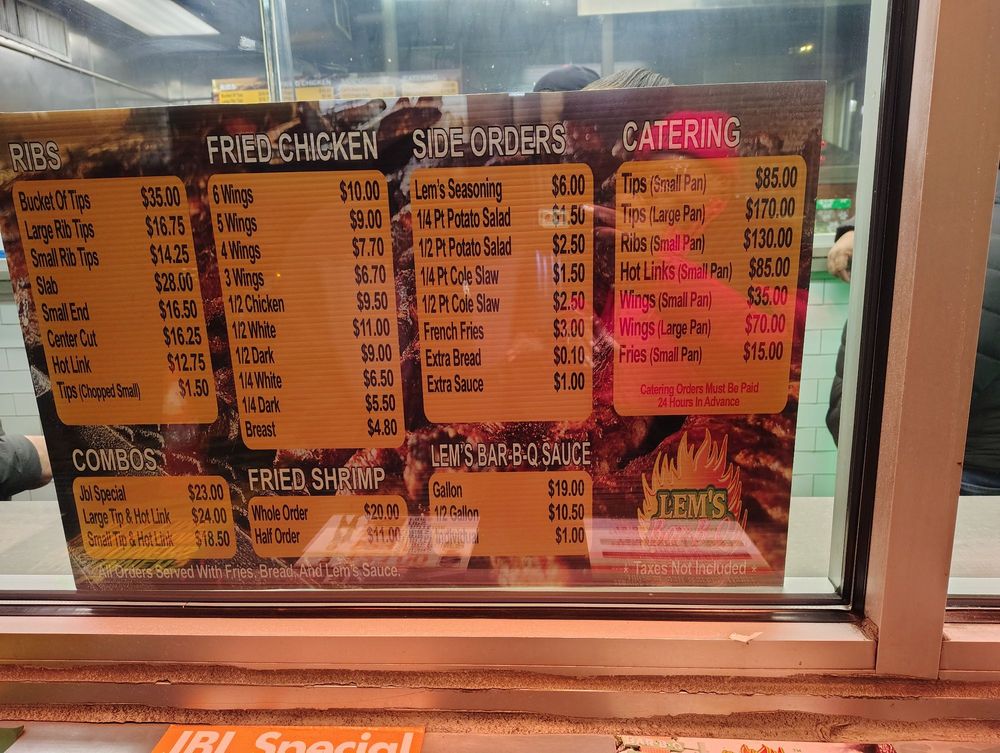 RIBS
Bucket Of Tips $35.00
Large Rib Tips $16.75
Small Rib Tips $14.25
Slab $28.00
Small End $16.50
Center Cut $16.25
Hot Link $12.75
Tips (Chopped Small) $1.50
COMBOS
Jbl Special $23.00
Large Tip & Hot Link $24.00
Small Tip & Hot Link $18.50
FRIED CHICKEN
6 Wings $10.00
5 Wings $9.00
4 Wings $7.70
3 Wings $6.70
1/2 Chicken $9.50
1/2 White $11.00
1/2 Dark $9.00
1/4 White $6.50
1/4 Dark $5.50
Breast $4.80
FRIED SHRIMP
Whole Order $20.00
Half Order $11.00
SIDE ORDERS
Lem's Seasoning $6.00
1/4 Pt Potato Salad $1.50
1/2 Pt Potato Salad $2.50
1/4 Pt Cole Slaw $1.50
1/2 Pt Cole Slaw $2.50
French Fries $3.00
Extra Bread $0.10
Extra Sauce $1.00
LEM'S BAR-B-Q SAUCE
Gallon $19.00
1/2 Gallon $10.50
Individual $1.00
CATERING
Tips (Small Pan) $85.00
Tips (Large Pan) $170.00
Ribs (Small Pan) $130.00
Hot Links (Small Pan) $85.00
Wings (Small Pan) $35.00
Wings (Large Pan) $70.00
Fries (Small Pan) $15.00
Catering Orders Must Be Paid
24 Hours In Advance
LEM'S
* All Orders Served With Fries, Bread, And Lem's Sauce.
* Taxes Not Included *
JBL Special